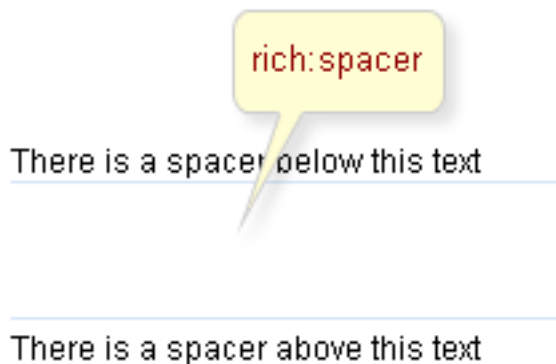 rich:spacer
There is a spacer below this text
There is a spacer above this text